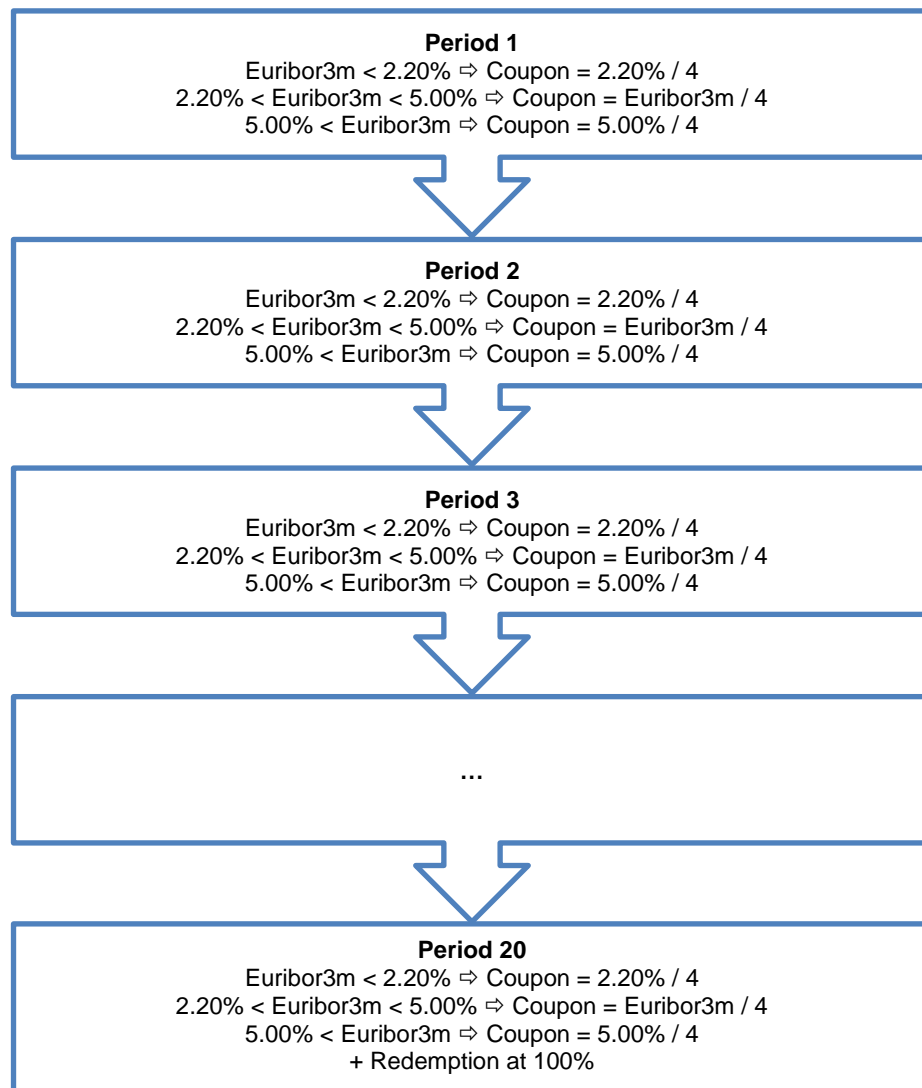 Period 1
Euribor3m < 2.20% ⇨ Coupon = 2.20% / 4
2.20% < Euribor3m < 5.00% ⇨ Coupon = Euribor3m / 4
5.00% < Euribor3m ⇨ Coupon = 5.00% / 4
Period 2
Euribor3m < 2.20% ⇨ Coupon = 2.20% / 4
2.20% < Euribor3m < 5.00% ⇨ Coupon = Euribor3m / 4
5.00% < Euribor3m ⇨ Coupon = 5.00% / 4
Period 3
Euribor3m < 2.20% ⇨ Coupon = 2.20% / 4
2.20% < Euribor3m < 5.00% ⇨ Coupon = Euribor3m / 4
5.00% < Euribor3m ⇨ Coupon = 5.00% / 4
...
Period 20
Euribor3m < 2.20% ⇨ Coupon = 2.20% / 4
2.20% < Euribor3m < 5.00% ⇨ Coupon = Euribor3m / 4
5.00% < Euribor3m ⇨ Coupon = 5.00% / 4
+ Redemption at 100%